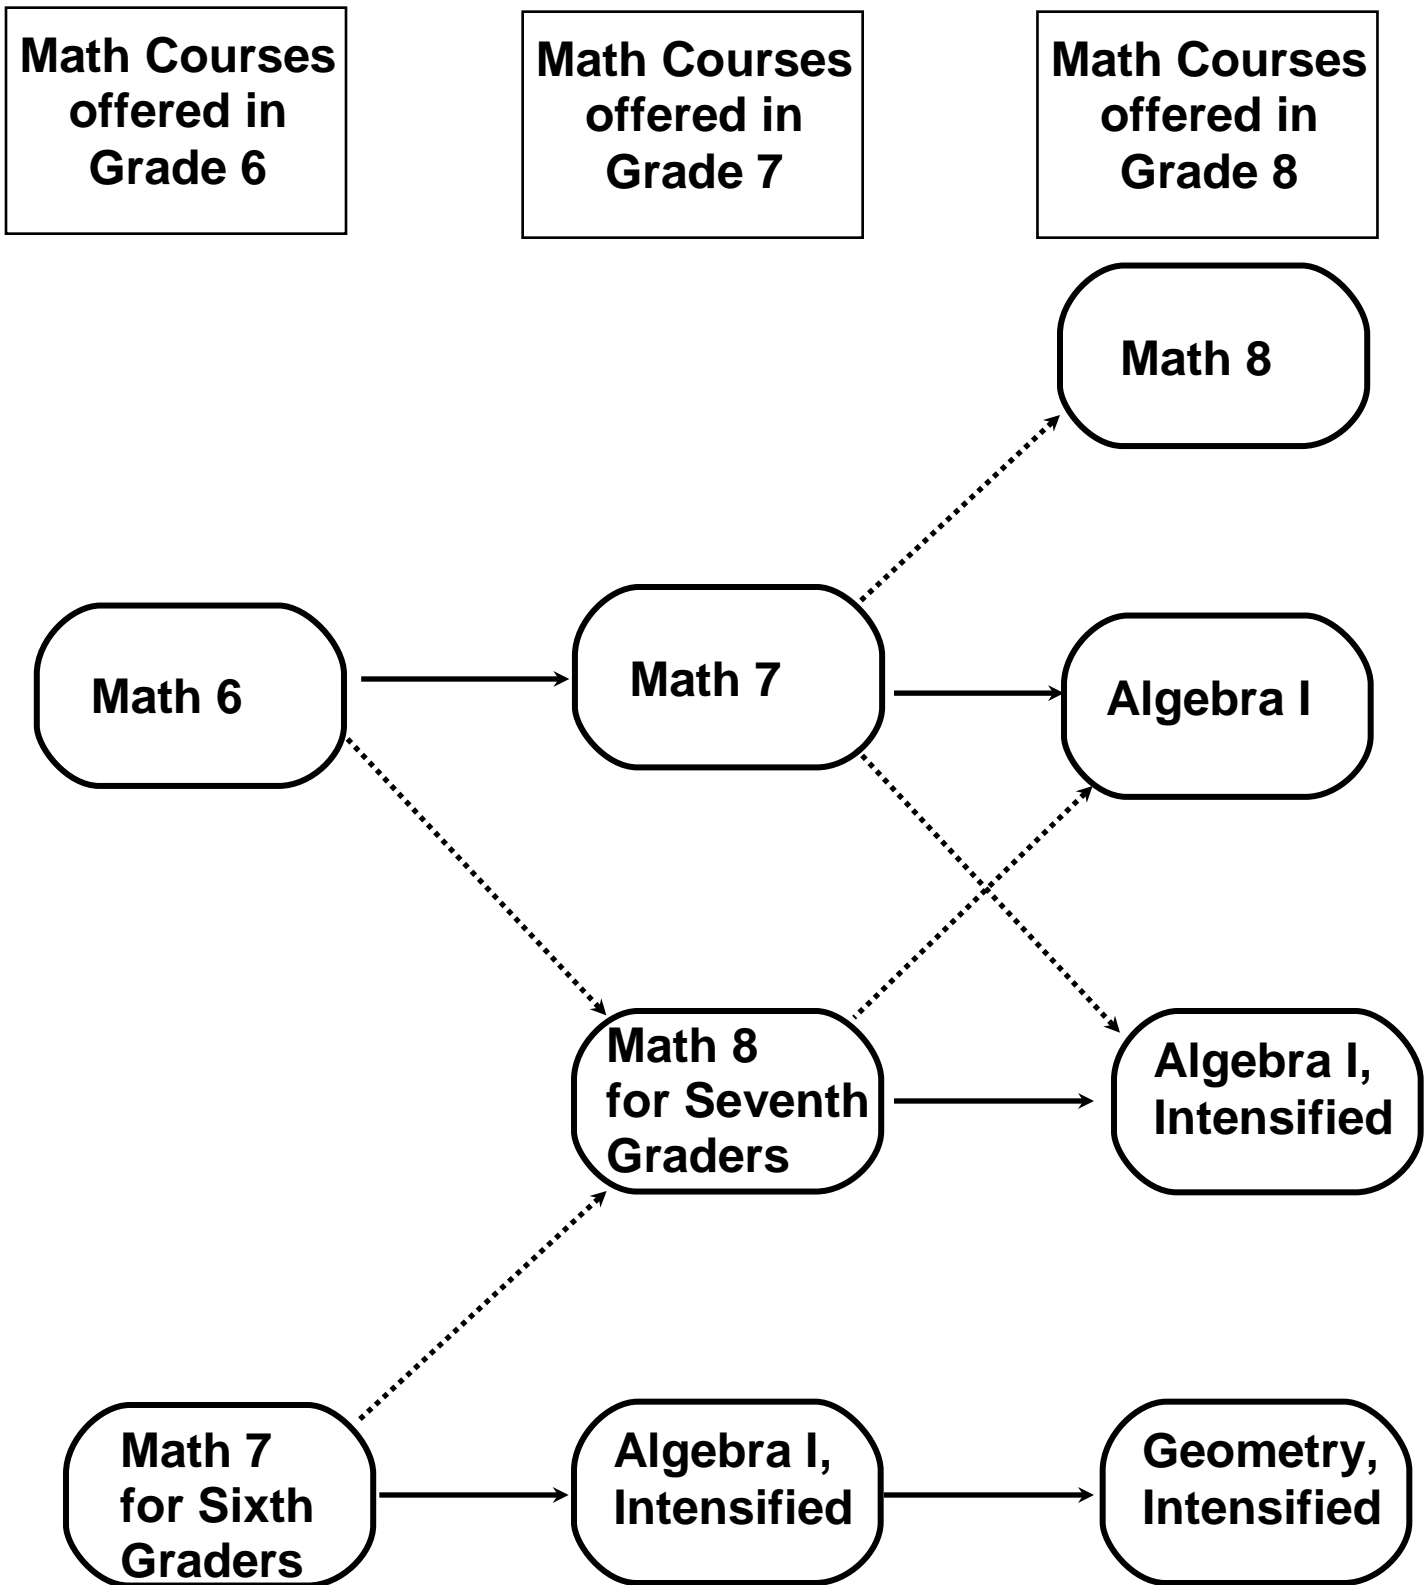 Math Courses
offered in
Grade 6
Math Courses
offered in
Grade 7
Math Courses
offered in
Grade 8
Math 8
Math 6
Math 7
Algebra I
Math 8
for Seventh
Graders
Algebra I,
Intensified
Math 7
for Sixth
Graders
Algebra I,
Intensified
Geometry,
Intensified